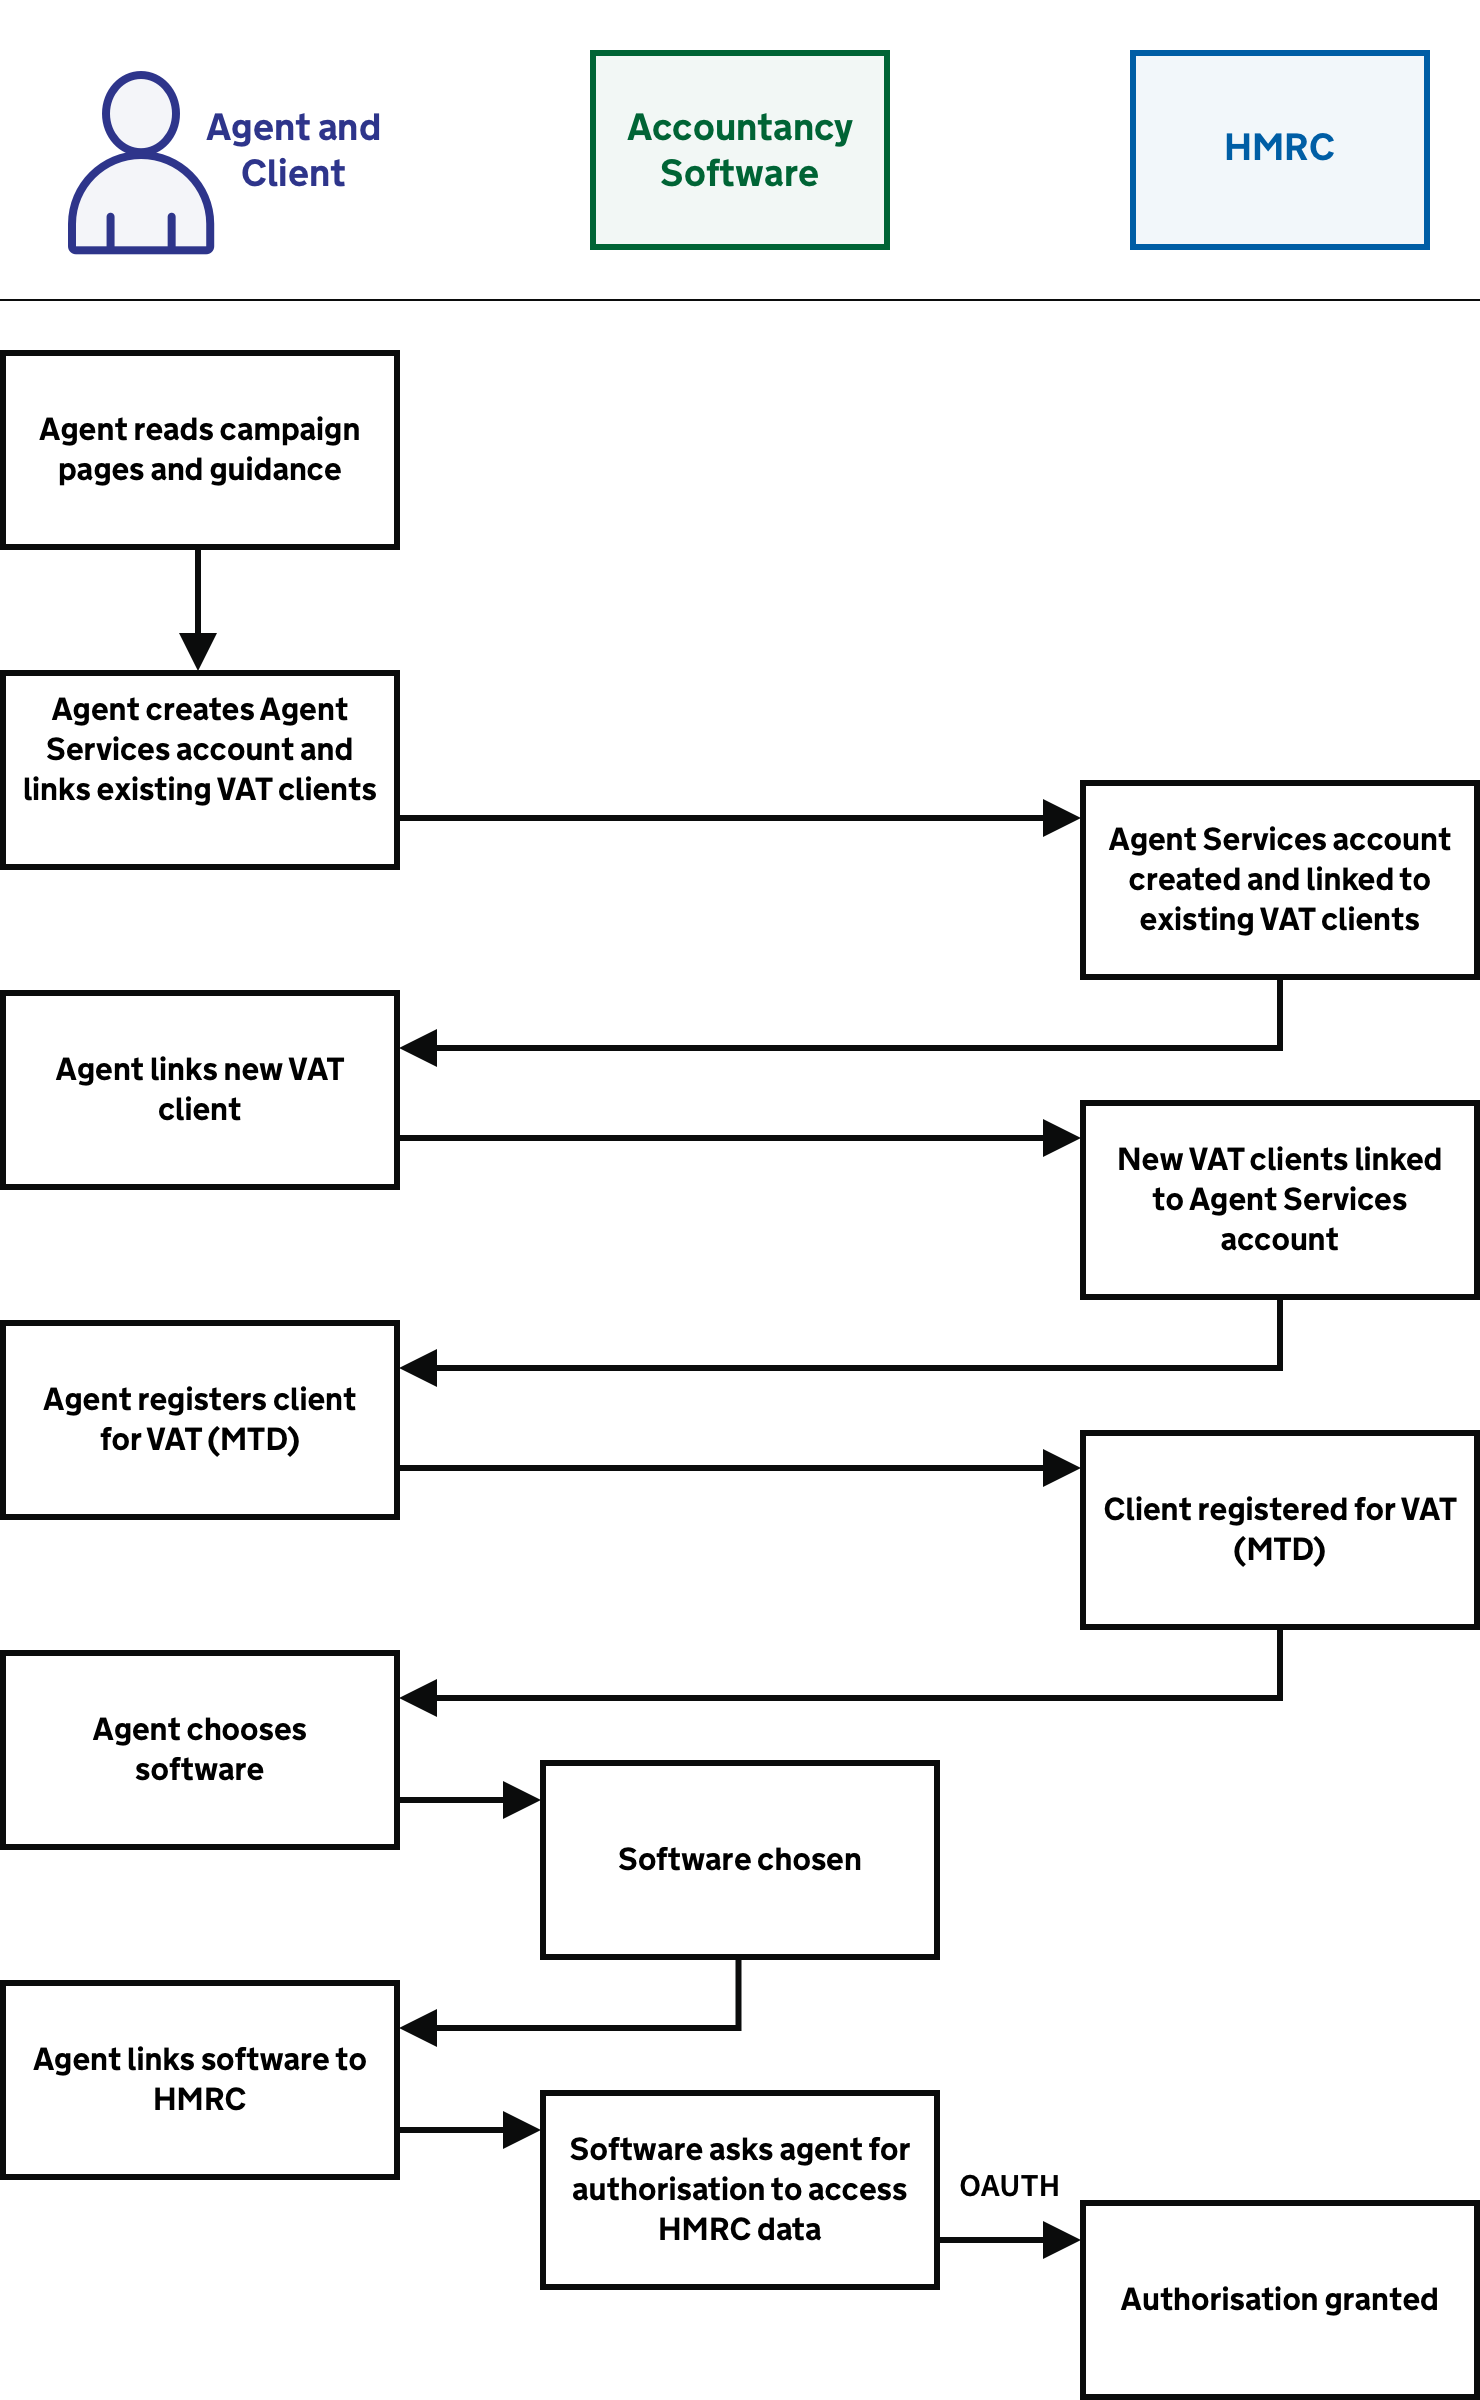 Agent and
Client
Accountancy
Software
HMRC
Agent reads campaign
pages and guidance
Agent creates Agent
Services account and
links existing VAT clients
Agent Services account
created and linked to
existing VAT clients
Agent links new VAT
client
New VAT clients linked
to Agent Services
account
Agent registers client
for VAT (MTD)
Client registered for VAT
(MTD)
Agent chooses
software
Software chosen
Agent links software to
HMRC
Software asks agent for
authorisation to access
HMRC data
OAUTH
Authorisation granted